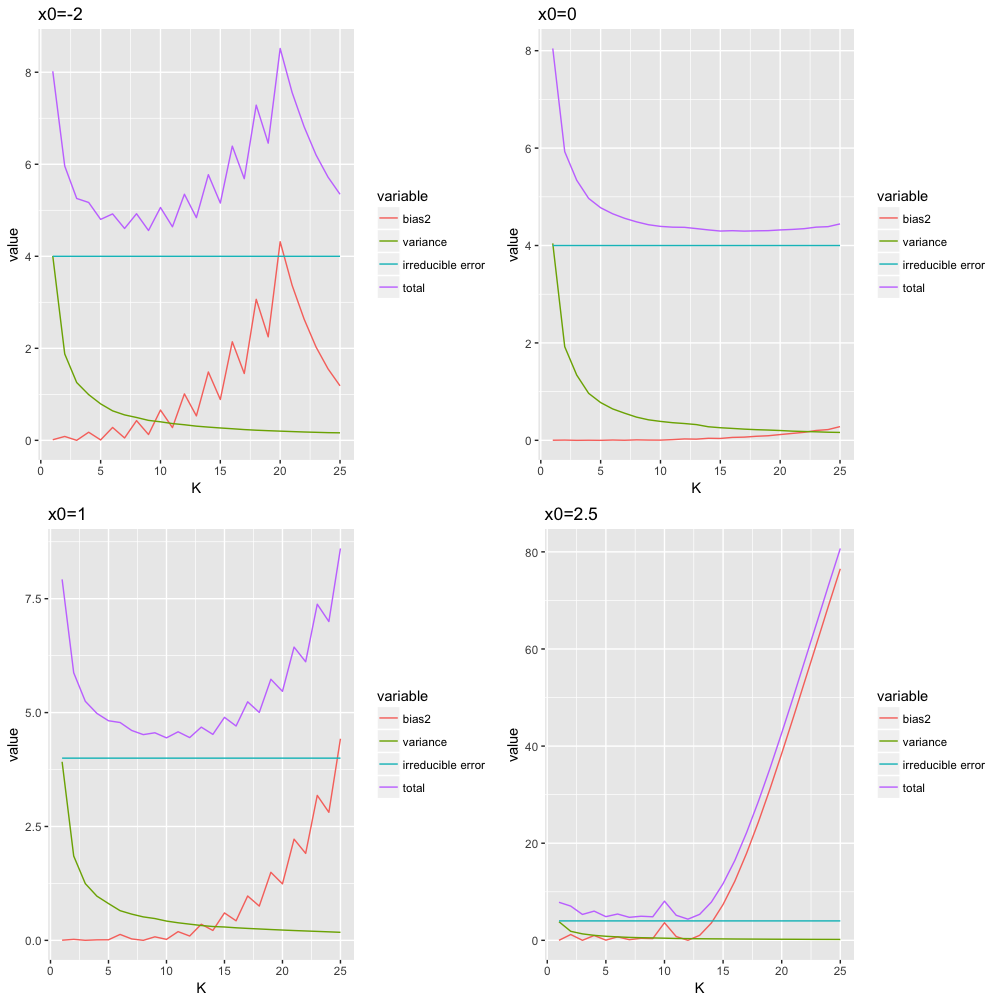 x0=-2
value
8
6
4
2
0
0 5 10 15 20 25
K
variable
bias2
variance
irreducible error
total
x0=0
value
8
6
4
2
0
0 5 10 15 20 25
K
variable
bias2
variance
irreducible error
total
x0=1
value
7.5
5.0
2.5
0.0
0 5 10 15 20 25
K
variable
bias2
variance
irreducible error
total
x0=2.5
value
80
60
40
20
0
0 5 10 15 20 25
K
variable
bias2
variance
irreducible error
total